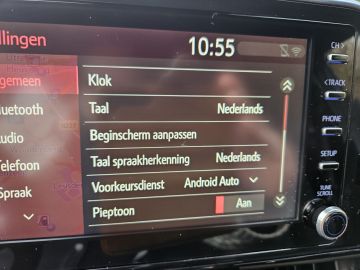 llingen
10:55
CH
gemeen
Klok
TRACK
luetooth
Taal Nederlands
udio
Beginscherm aanpassen
PHONE
Telefoon
Taal spraakherkenning Nederlands
SETUP
Spraak
Voorkeursdienst Android Auto
TUNE
SCROLL
Pieptoon Aan